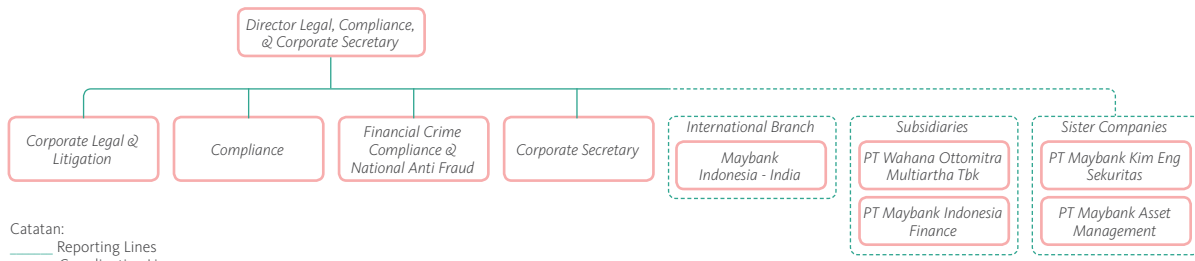 Director Legal, Compliance,
& Corporate Secretary
Corporate Legal &
Litigation
Compliance
Financial Crime
Compliance &
National Anti Fraud
Corporate Secretary
International Branch
Maybank
Indonesia - India
Subsidiaries
PT Wahana Ottomitra
Multiartha Tbk
PT Maybank Indonesia
Finance
Sister Companies
PT Maybank Kim Eng
Sekuritas
PT Maybank Asset
Management
Catatan:
Reporting Lines